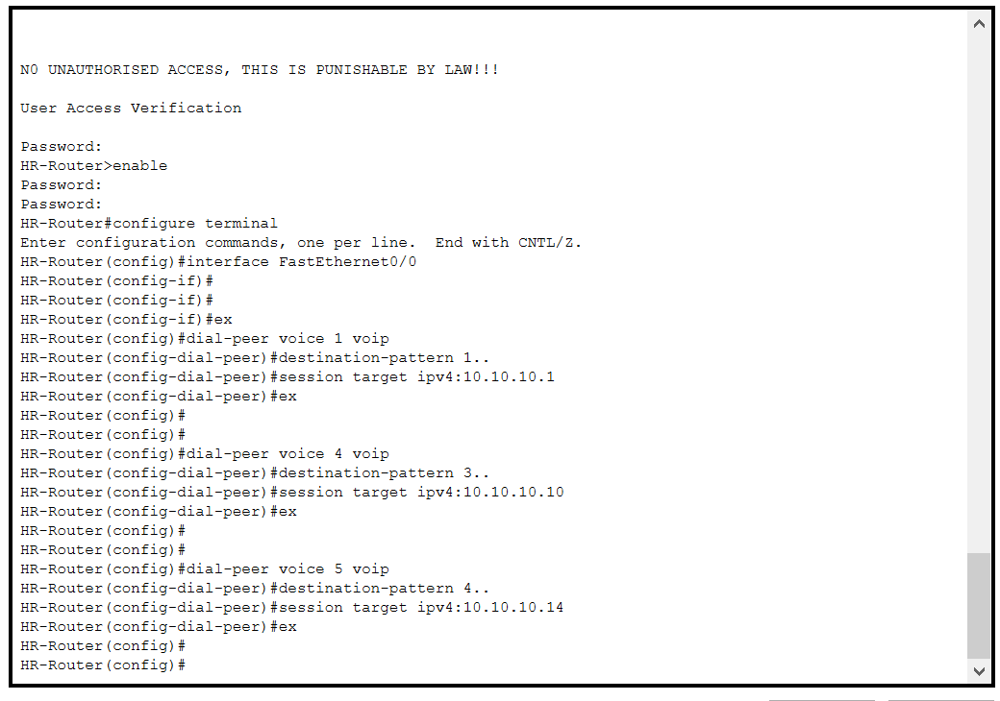 NO UNAUTHORISED ACCESS, THIS IS PUNISHABLE BY LAW!!!
User Access Verification
Password:
HR-Router>enable
Password:
Password:
HR-Router#configure terminal
Enter configuration commands, one per line.  End with CNTL/Z.
HR-Router(config)#interface FastEthernet0/0
HR-Router(config-if)#
HR-Router(config-if)#
HR-Router(config-if)#ex
HR-Router(config)#dial-peer voice 1 voip
HR-Router(config-dial-peer)#destination-pattern 1..
HR-Router(config-dial-peer)#session target ipv4:10.10.10.1
HR-Router(config-dial-peer)#ex
HR-Router(config)#
HR-Router(config)#
HR-Router(config)#dial-peer voice 4 voip
HR-Router(config-dial-peer)#destination-pattern 3..
HR-Router(config-dial-peer)#session target ipv4:10.10.10.10
HR-Router(config-dial-peer)#ex
HR-Router(config)#
HR-Router(config)#
HR-Router(config)#dial-peer voice 5 voip
HR-Router(config-dial-peer)#destination-pattern 4..
HR-Router(config-dial-peer)#session target ipv4:10.10.10.14
HR-Router(config-dial-peer)#ex
HR-Router(config)#
HR-Router(config)#